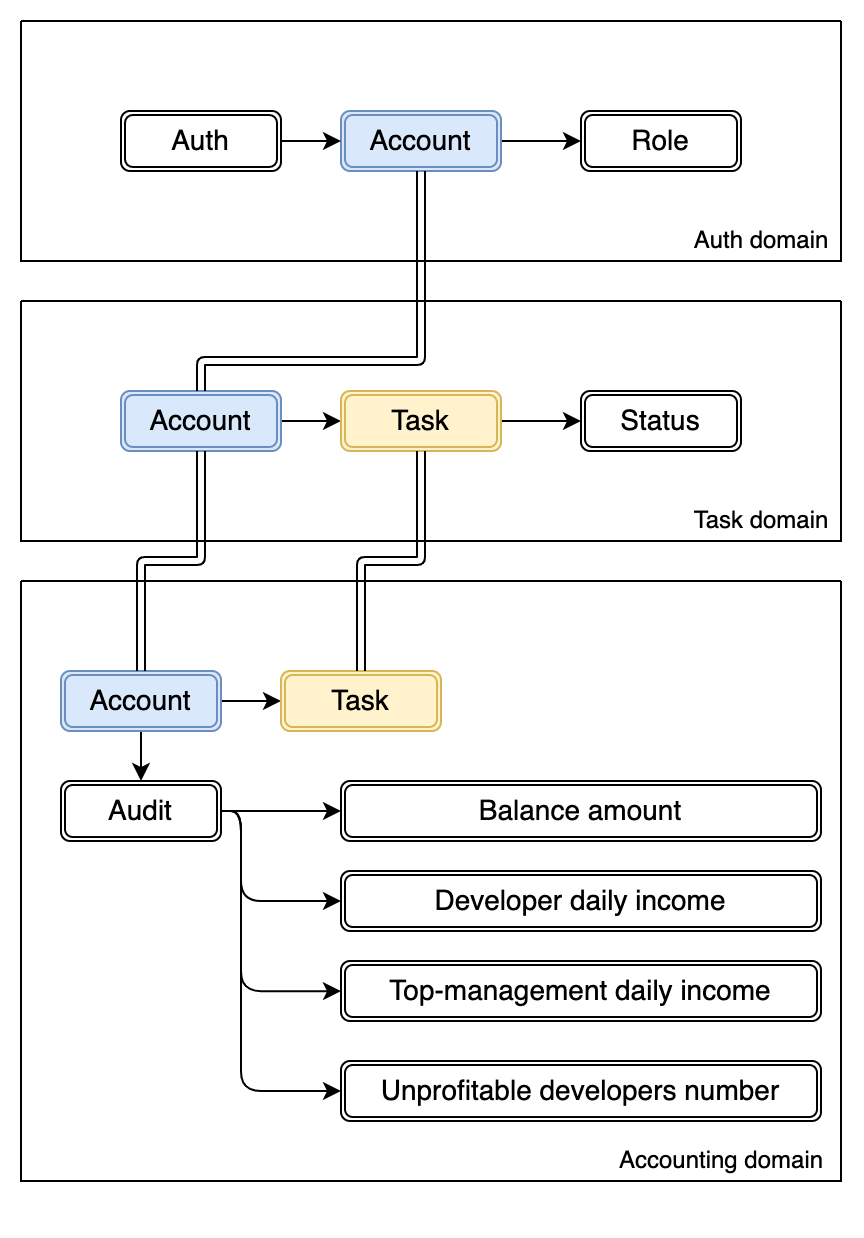 Auth
Account
Role
Auth domain
Account
Task
Status
Task domain
Account
Task
Audit
Balance amount
Developer daily income
Top-management daily income
Unprofitable developers number
Accounting domain